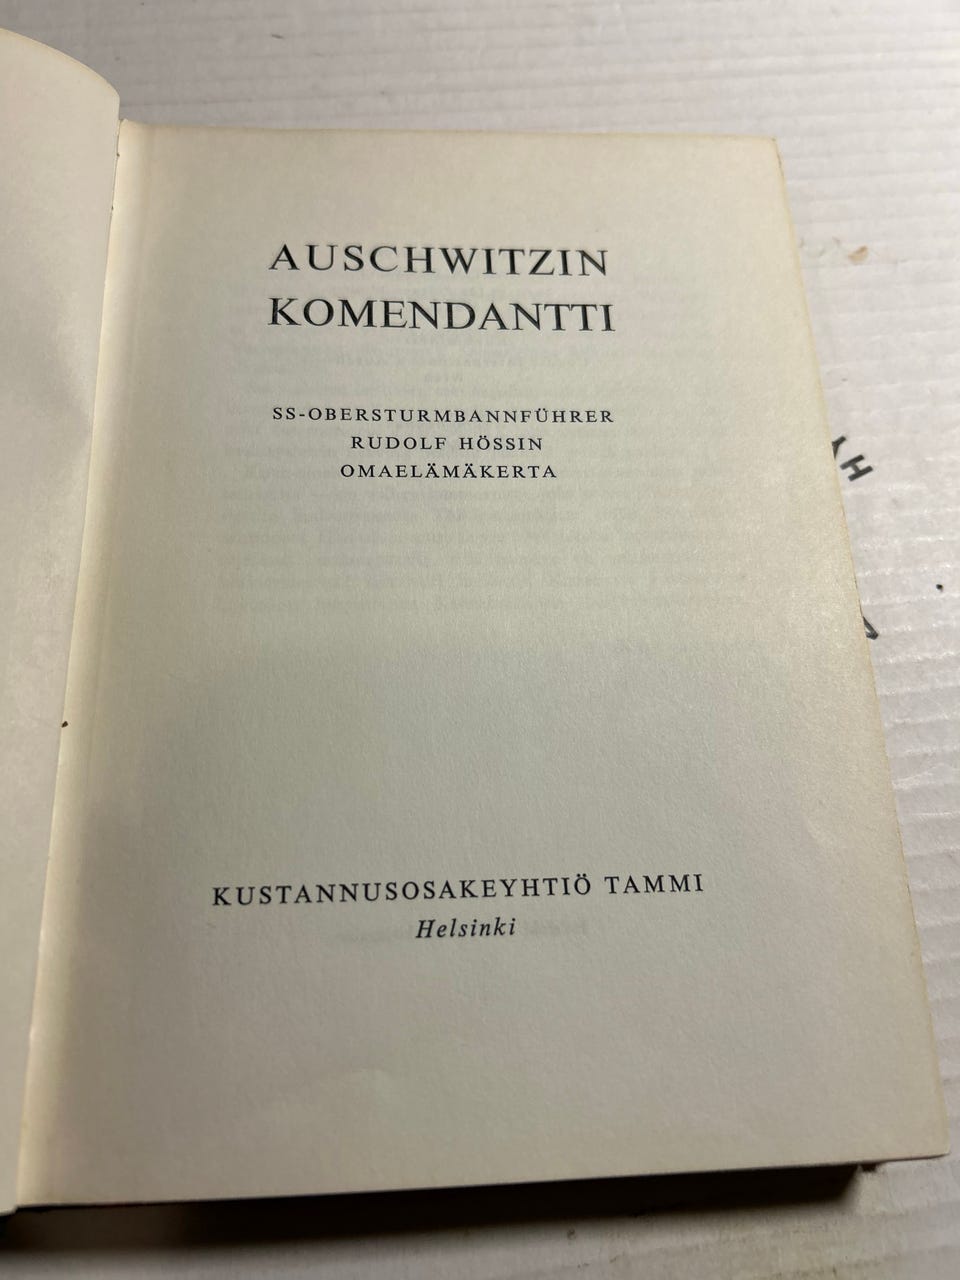 AUSCHWITZIN
KOMENDANTTI
SS-OBERSTURMBANNFÜHRER
RUDOLF HÖSSIN
OMAELÄMÄKERTA
KUSTANNUSOSAKEYHTIÖ TAMMI
Helsinki